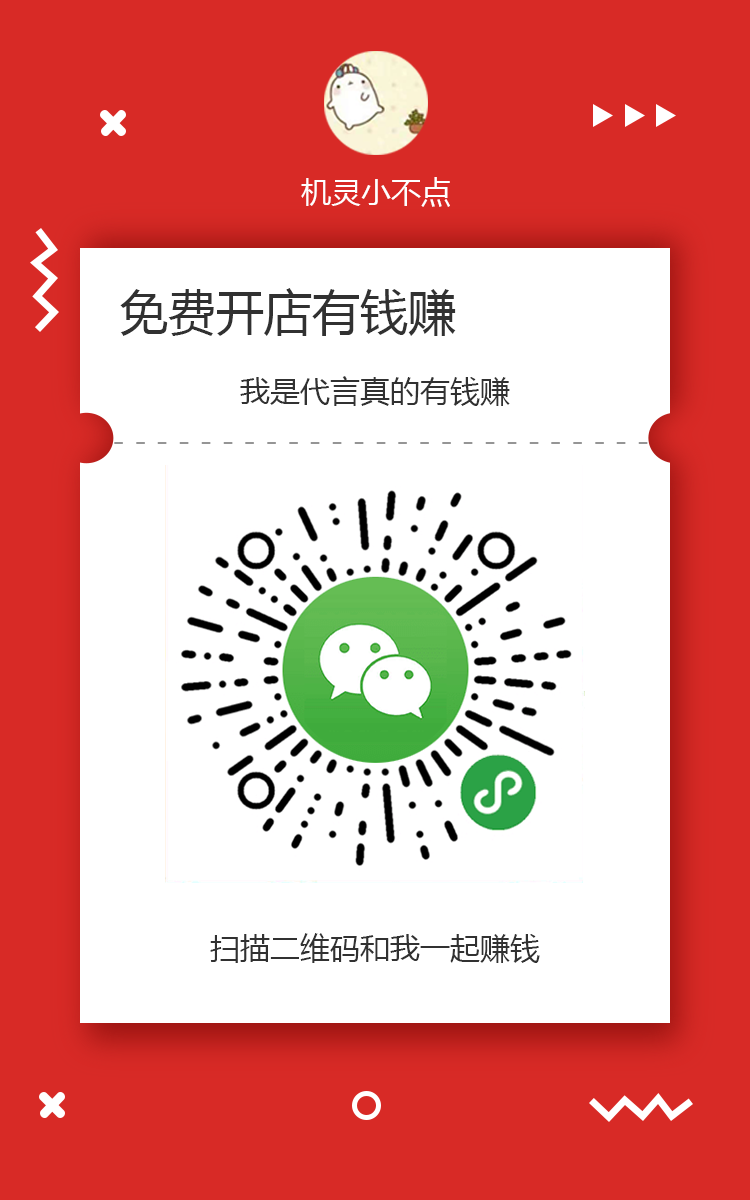 机灵小不点
免费开店有钱赚
我是代言真的有钱赚
扫描二维码和我一起赚钱